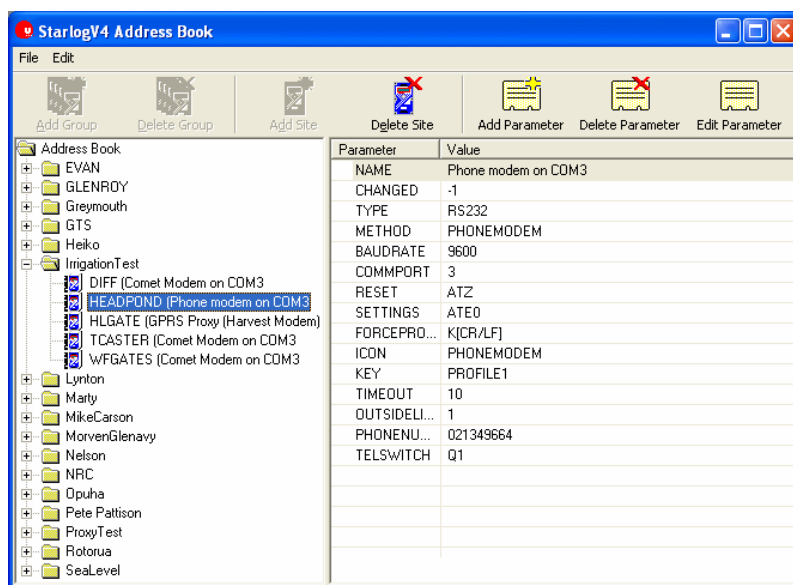 StarlogV4 Address Book
File Edit
Add Group Delete Group Add Site Delete Site Add Parameter Delete Parameter Edit Parameter
Address Book
EVAN
GLENROY
Greymouth
GTS
Heiko
IrrigationTest
DIFF (Comet Modem on COM3
HEADPOND (Phone modem on COM3
HLGATE (GPRS Proxy (Harvest Modem)
TCASTER (Comet Modem on COM3
WFGATES (Comet Modem on COM3
Lynton
Marty
MikeCarson
MorvenGlenavy
Nelson
NRC
Opuha
Pete Pattison
ProxyTest
Rotorua
SeaLevel
Parameter Value
NAME Phone modem on COM3
CHANGED -1
TYPE RS232
METHOD PHONEMODEM
BAUDRATE 9600
COMMPORT 3
RESET ATZ
SETTINGS ATE0
FORCEPRO... K[CR/LF]
ICON PHONEMODEM
KEY PROFILE1
TIMEOUT 10
OUTSIDELI... 1
PHONENU... 021349664
TELSWITCH Q1